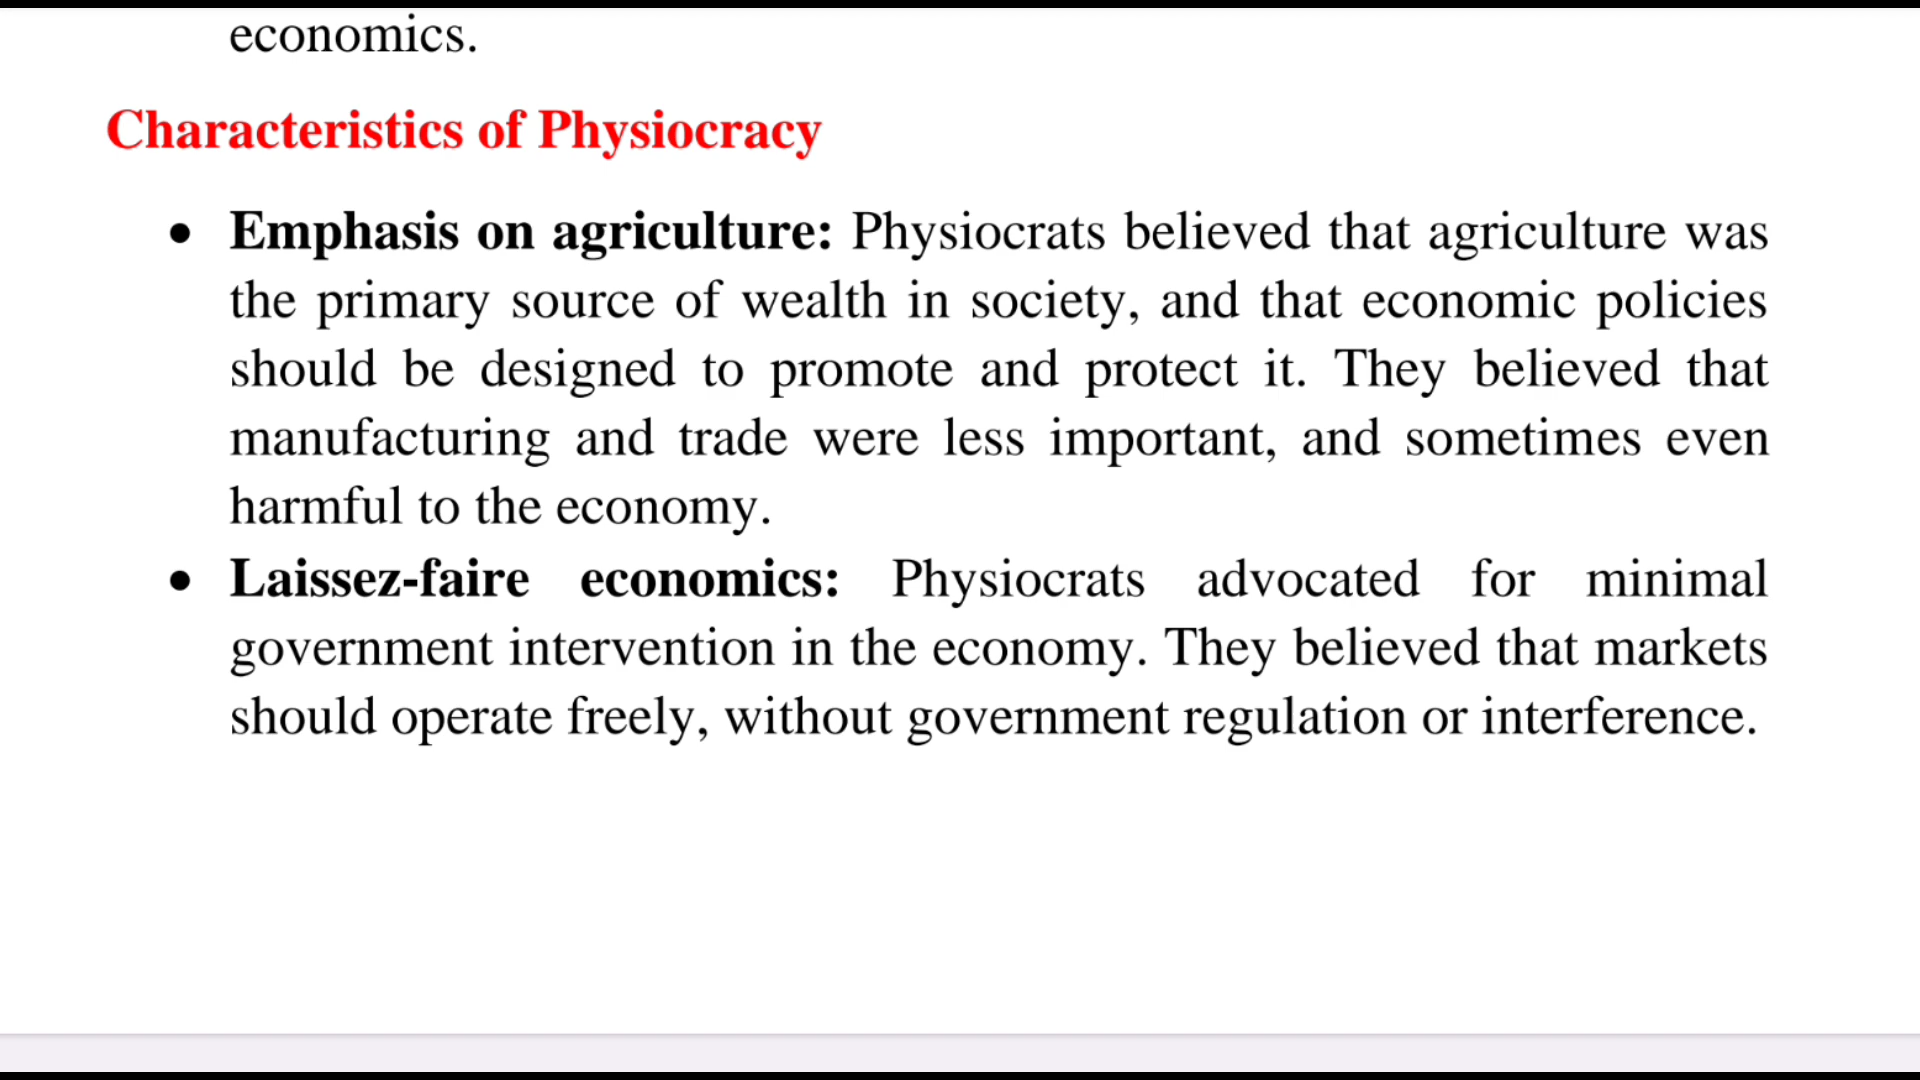 economics.
Characteristics of Physiocracy
• Emphasis on agriculture: Physiocrats believed that agriculture was
the primary source of wealth in society, and that economic policies
should be designed to promote and protect it. They believed that
manufacturing and trade were less important, and sometimes even
harmful to the economy.
• Laissez-faire economics: Physiocrats advocated for minimal
government intervention in the economy. They believed that markets
should operate freely, without government regulation or interference.